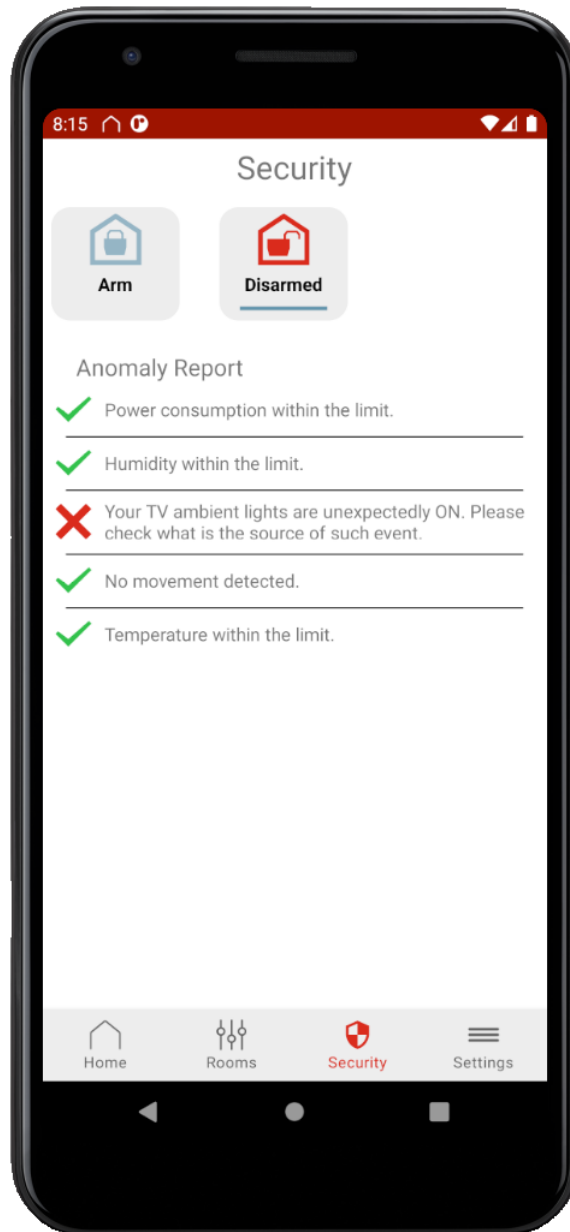 8:15
Security
Arm
Disarmed
Anomaly Report
Power consumption within the limit.
Humidity within the limit.
Your TV ambient lights are unexpectedly ON. Please
check what is the source of such event.
No movement detected.
Temperature within the limit.
Home
Rooms
Security
Settings